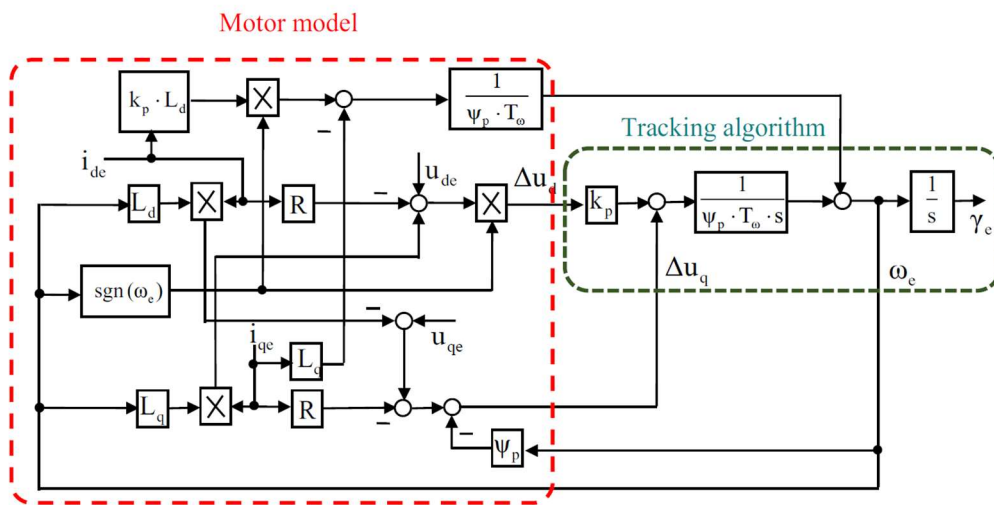 Motor model
k_p · L_d
X
−
1
ψ_p · T_ω
Tracking algorithm
i_de
u_de
Δu_d
L_d
X
R
−
X
k_p
1
ψ_p · T_ω · s
1
s
γ_e
sgn(ω_e)
Δu_q
ω_e
−
i_qe
u_qe
L_q
L_q
X
R
−
−
ψ_p